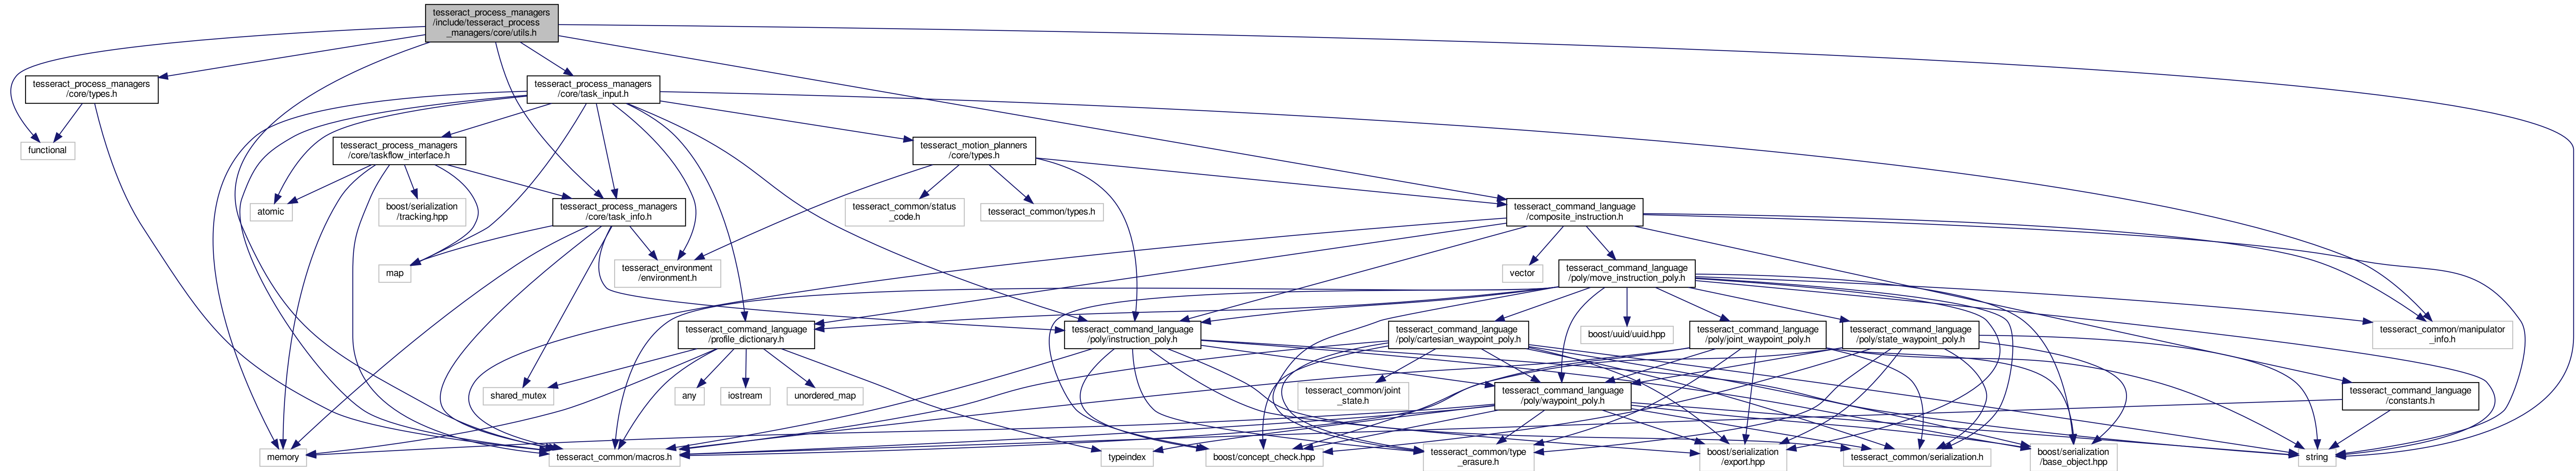 tesseract_process_managers
/include/tesseract_process
_managers/core/utils.h
tesseract_process_managers
/core/types.h
tesseract_process_managers
/core/task_input.h
functional
tesseract_process_managers
/core/taskflow_interface.h
tesseract_motion_planners
/core/types.h
atomic
boost/serialization
/tracking.hpp
tesseract_process_managers
/core/task_info.h
tesseract_common/status
_code.h
tesseract_common/types.h
tesseract_command_language
/composite_instruction.h
map
tesseract_environment
/environment.h
vector
tesseract_command_language
/poly/move_instruction_poly.h
tesseract_command_language
/profile_dictionary.h
tesseract_command_language
/poly/instruction_poly.h
tesseract_command_language
/poly/cartesian_waypoint_poly.h
boost/uuid/uuid.hpp
tesseract_command_language
/poly/joint_waypoint_poly.h
tesseract_command_language
/poly/state_waypoint_poly.h
tesseract_common/manipulator
_info.h
shared_mutex
any
iostream
unordered_map
tesseract_common/joint
_state.h
tesseract_command_language
/poly/waypoint_poly.h
tesseract_command_language
/constants.h
memory
tesseract_common/macros.h
typeindex
boost/concept_check.hpp
tesseract_common/type
_erasure.h
boost/serialization
/export.hpp
tesseract_common/serialization.h
boost/serialization
/base_object.hpp
string